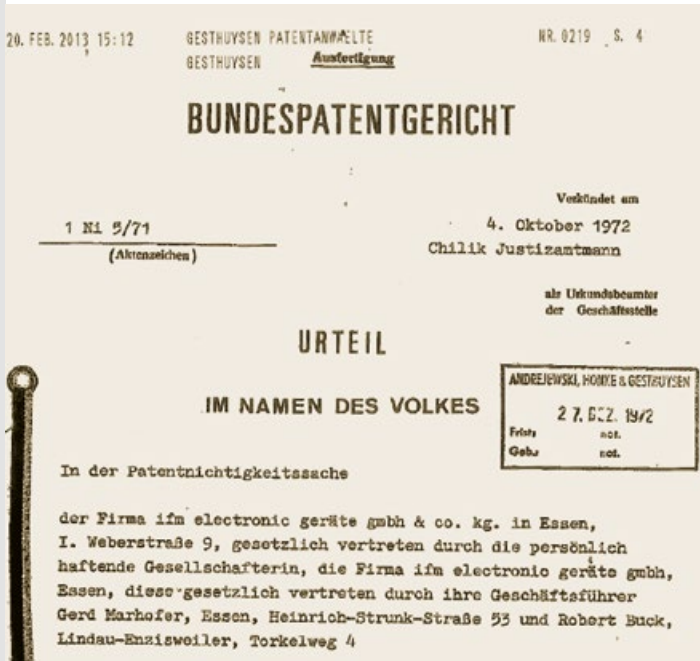 20. FEB. 2013 15:12 GESTHUYSEN PATENTANWAELTE NR. 0219 S. 4
GESTHUYSEN Ausfertigung
BUNDESPATENTGERICHT
Verkündet am
1 Ni 5/71 4. Oktober 1972
(Aktenzeichen) Chilik Justizamtmann
als Urkundsbeamter
der Geschäftsstelle
URTEIL
IM NAMEN DES VOLKES
ANDREJEWSKI, HONKE & GESTHUYSEN
27. DEZ. 1972
Frist: not.
Geb.: not.
In der Patentnichtigkeitssache
der Firma ifm electronic geräte gmbh & co. kg. in Essen,
I. Weberstraße 9, gesetzlich vertreten durch die persönlich
haftende Gesellschafterin, die Firma ifm electronic geräte gmbh,
Essen, diese gesetzlich vertreten durch ihre Geschäftsführer
Gerd Marhofer, Essen, Heinrich-Strunk-Straße 53 und Robert Buck,
Lindau-Enzisweiler, Torkelweg 4